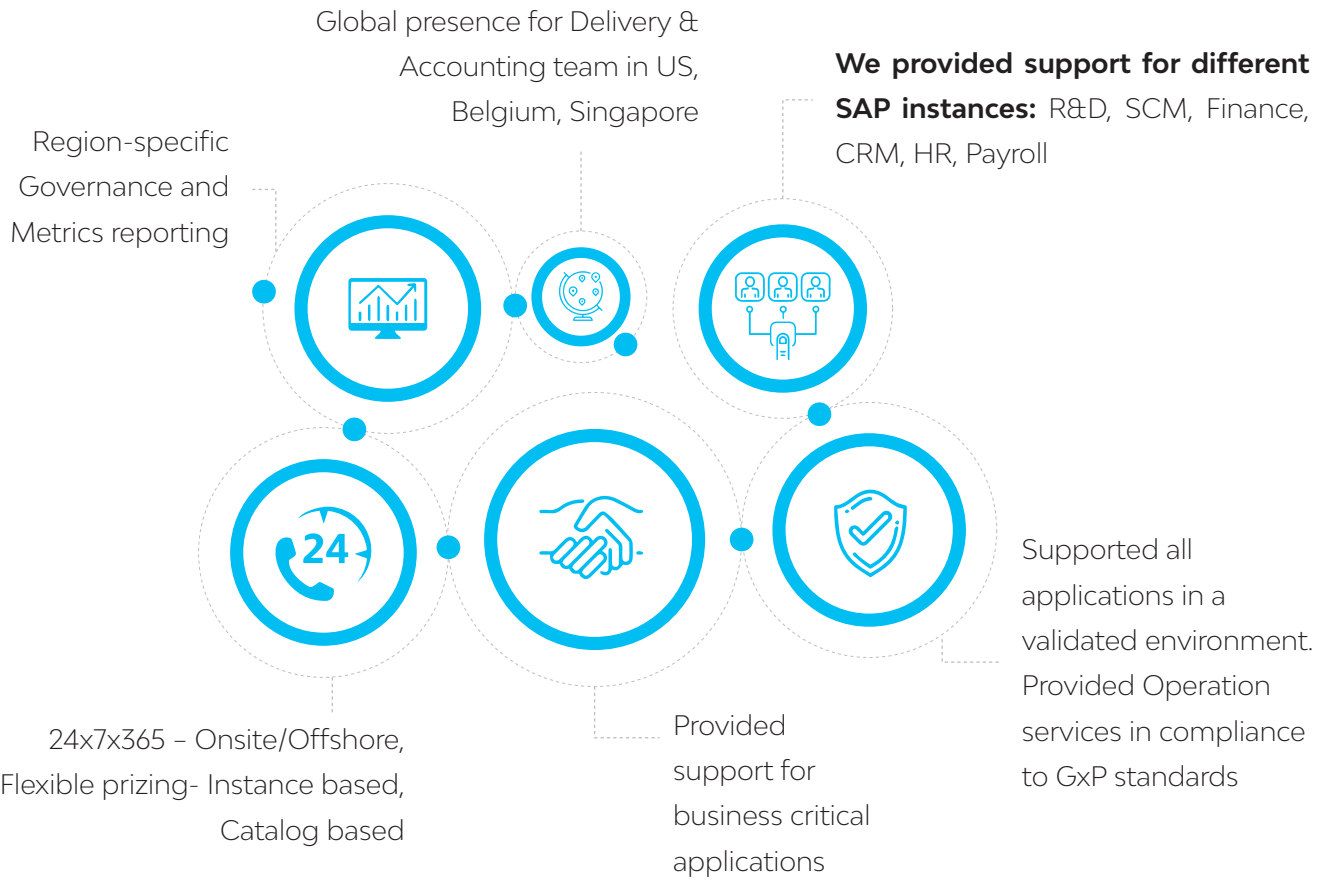 Global presence for Delivery &
Accounting team in US,
Belgium, Singapore
We provided support for different
SAP instances: R&D, SCM, Finance,
CRM, HR, Payroll
Region-specific
Governance and
Metrics reporting
24
Supported all
applications in a
validated environment.
Provided Operation
services in compliance
to GxP standards
24x7x365 – Onsite/Offshore,
Flexible prizing- Instance based,
Catalog based
Provided
support for
business critical
applications